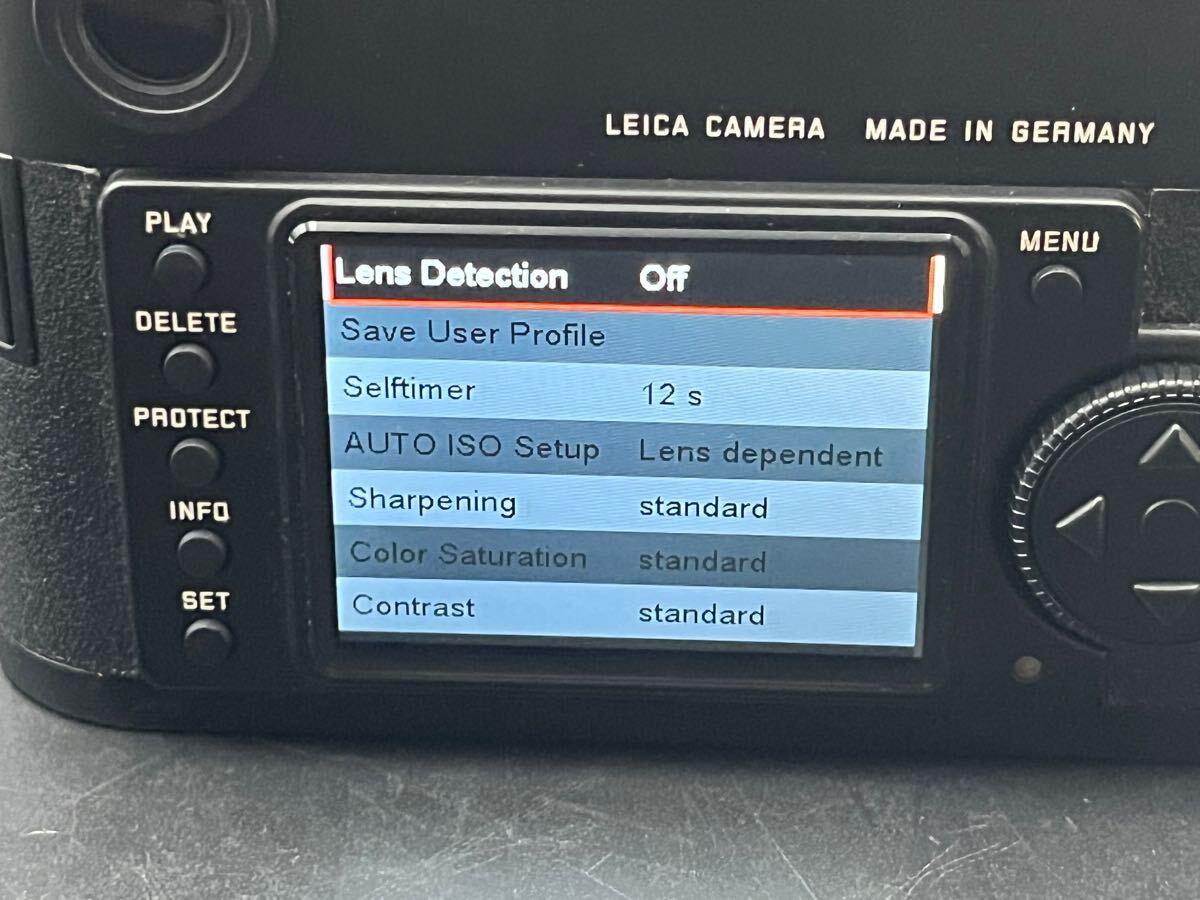 LEICA CAMERA MADE IN GERMANY
PLAY
DELETE
PROTECT
INFO
SET
MENU
Lens Detection Off
Save User Profile
Selftimer 12 s
AUTO ISO Setup Lens dependent
Sharpening standard
Color Saturation standard
Contrast standard